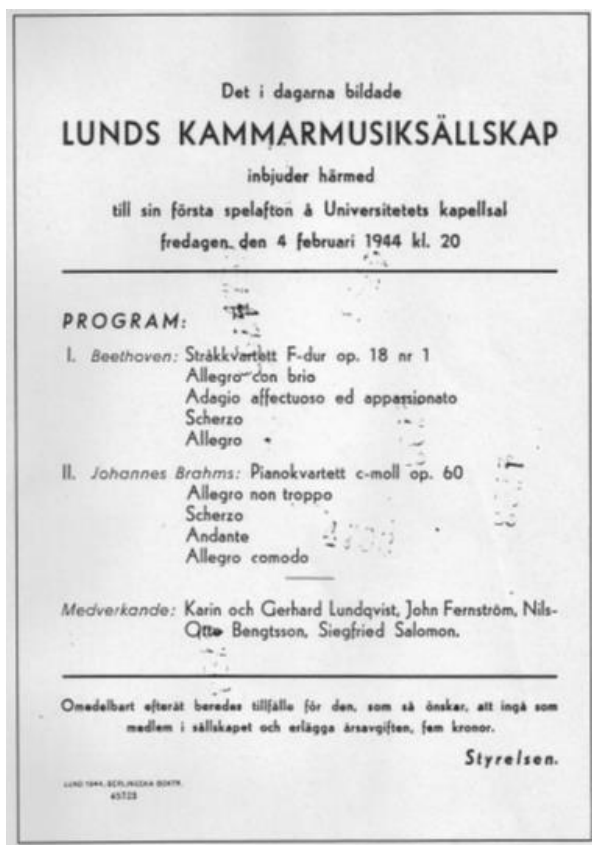 Det i dagarna bildade
LUNDS KAMMARMUSIKSÄLLSKAP
inbjuder härmed
till sin första spelafton å Universitetets kapellsal
fredagen den 4 februari 1944 kl. 20
PROGRAM:
I. Beethoven: Stråkkvartett F-dur op. 18 nr 1
Allegro con brio
Adagio affectuoso ed appassionato
Scherzo
Allegro
II. Johannes Brahms: Pianokvartett c-moll op. 60
Allegro non troppo
Scherzo
Andante
Allegro comodo
Medverkande: Karin och Gerhard Lundqvist, John Fernström, Nils-
Otto Bengtsson, Siegfried Salomon.
Omedelbart efteråt beredes tillfälle för den, som så önskar, att ingå som
medlem i sällskapet och erlägga årsavgiften, fem kronor.
Styrelsen.
LUND 1944, BERLINGSKA BOKTR.